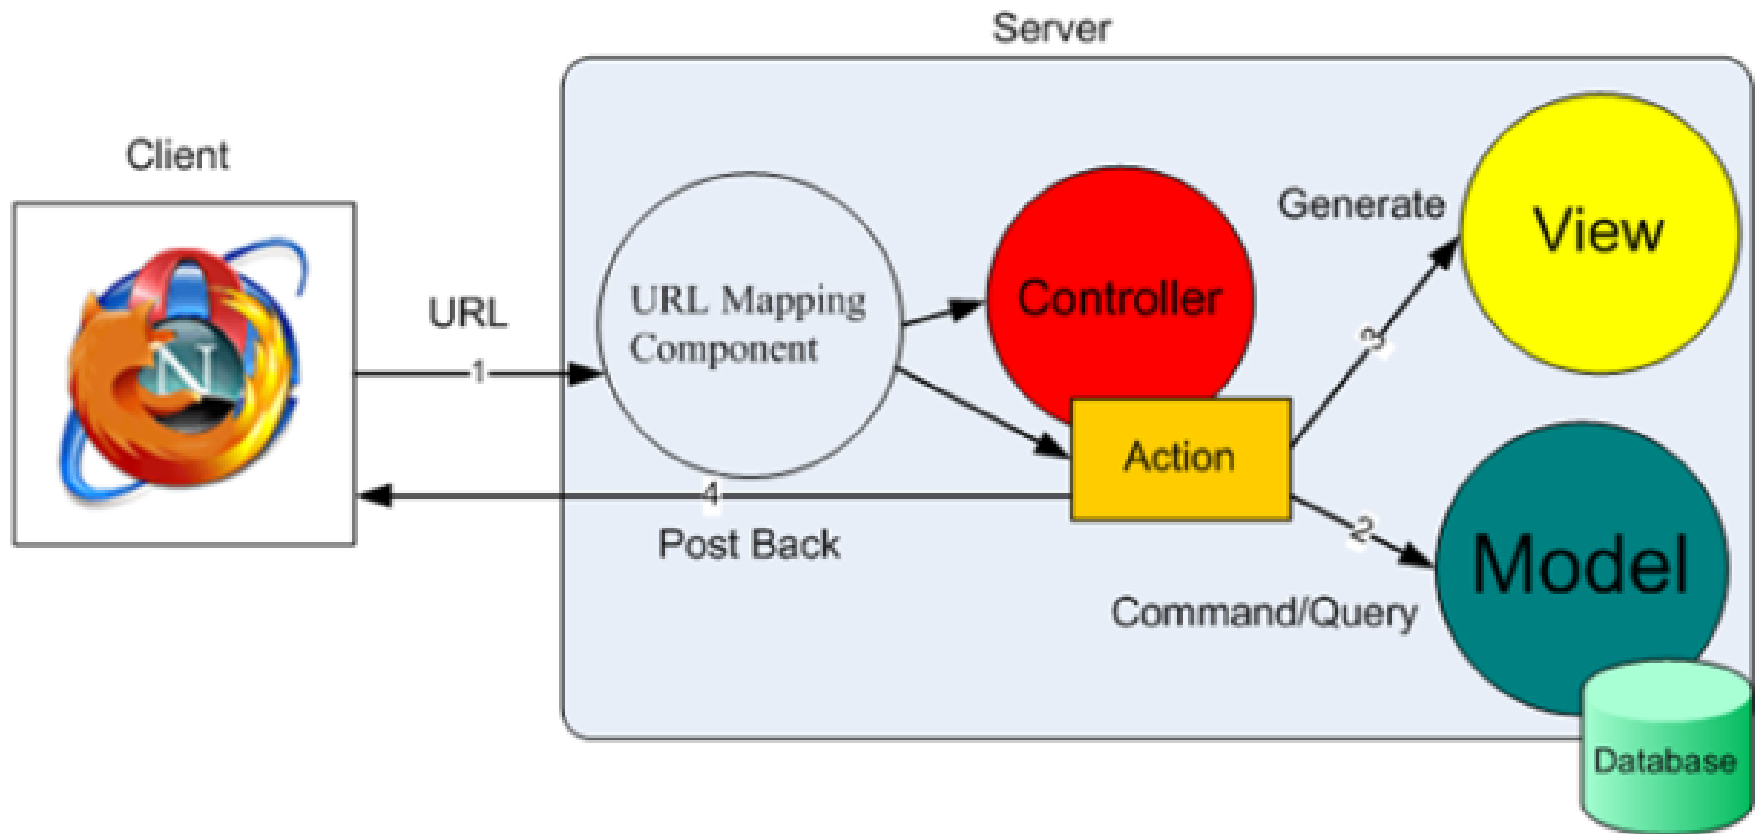 Server
Client
URL
1
N
URL Mapping
Component
Controller
Action
Generate
View
3
2
Model
Command/Query
4
Post Back
Database